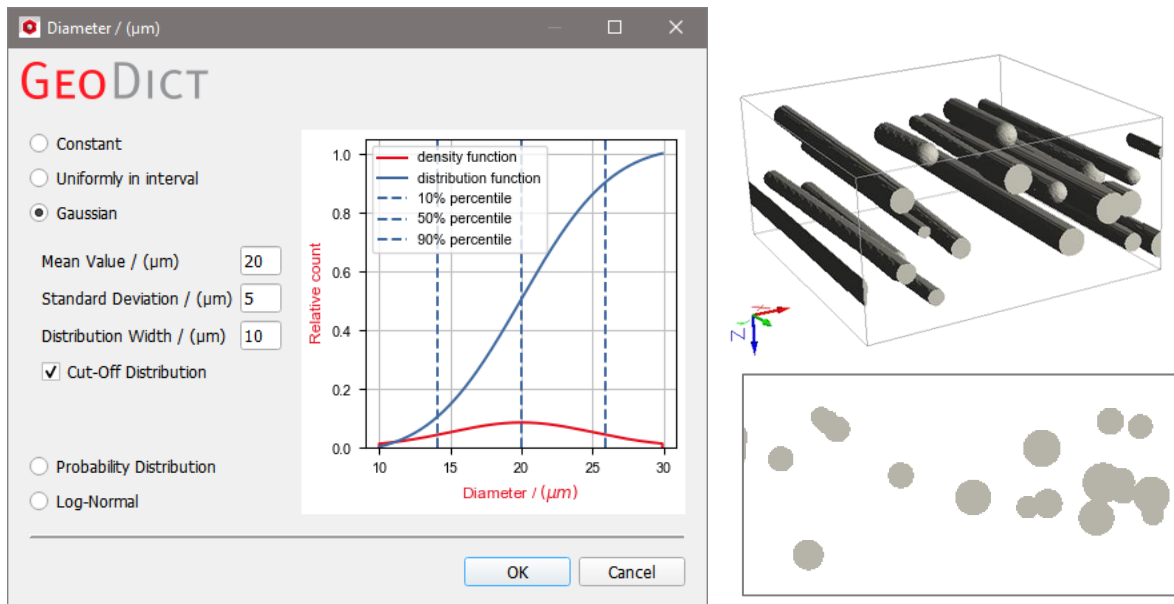 Diameter / (µm)
GEODICT
Constant
Uniformly in interval
Gaussian
Mean Value / (µm) 20
Standard Deviation / (µm) 5
Distribution Width / (µm) 10
Cut-Off Distribution
Probability Distribution
Log-Normal
density function
distribution function
10% percentile
50% percentile
90% percentile
Relative count
1.0
0.8
0.6
0.4
0.2
0.0
10 15 20 25 30
Diameter / (µm)
OK Cancel
X
Y
Z